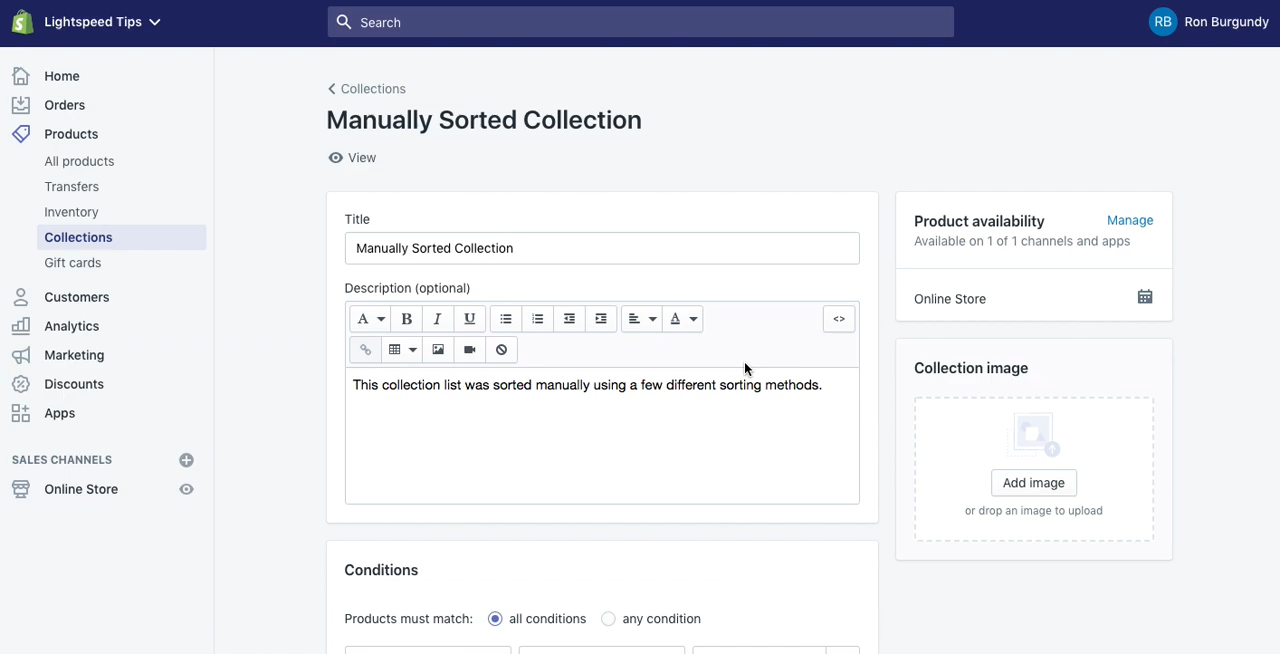 Lightspeed Tips
Search
RB Ron Burgundy
Home
Orders
Products
All products
Transfers
Inventory
Collections
Gift cards
Customers
Analytics
Marketing
Discounts
Apps
SALES CHANNELS
Online Store
Collections
Manually Sorted Collection
View
Title
Manually Sorted Collection
Description (optional)
A B I U A <>
This collection list was sorted manually using a few different sorting methods.
Conditions
Products must match: all conditions any condition
Product availability Manage
Available on 1 of 1 channels and apps
Online Store
Collection image
Add image
or drop an image to upload